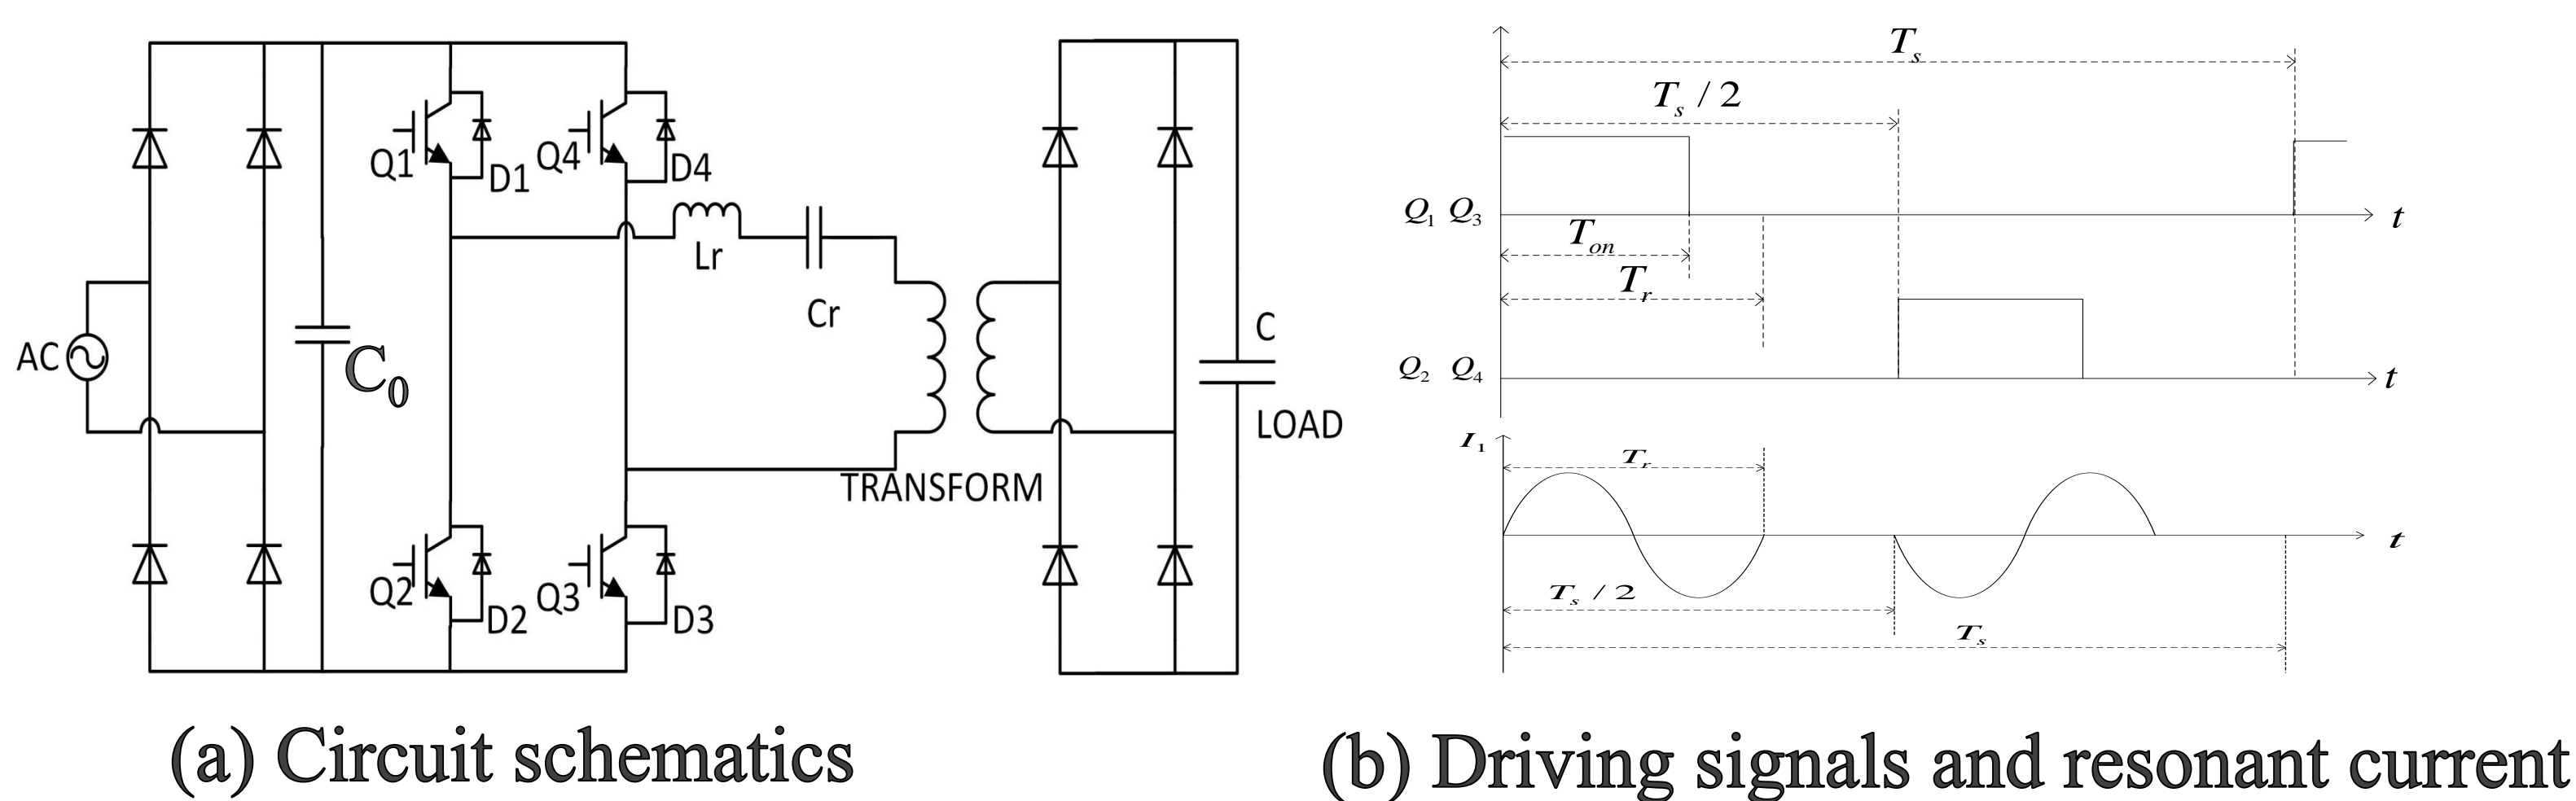 AC
C0
Q1
D1
Q4
D4
Lr
Cr
Q2
D2
Q3
D3
TRANSFORM
C
LOAD
(a) Circuit schematics
Ts
Ts / 2
Q1 Q3
t
Ton
Tr
Q2 Q4
t
I1
Tr
t
Ts / 2
Ts
(b) Driving signals and resonant current